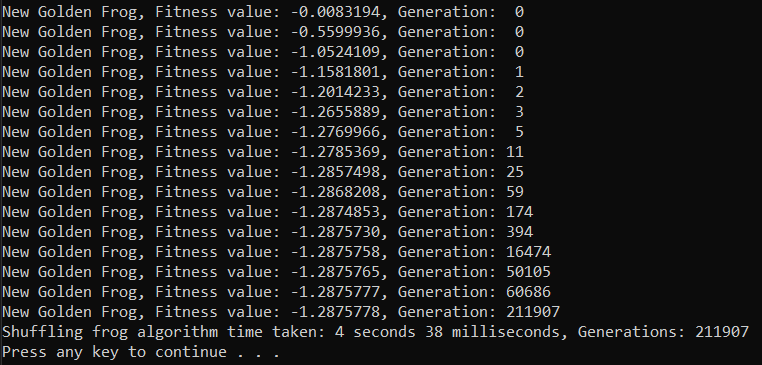 New Golden Frog, Fitness value: -0.0083194, Generation:  0
New Golden Frog, Fitness value: -0.5599936, Generation:  0
New Golden Frog, Fitness value: -1.0524109, Generation:  0
New Golden Frog, Fitness value: -1.1581801, Generation:  1
New Golden Frog, Fitness value: -1.2014233, Generation:  2
New Golden Frog, Fitness value: -1.2655889, Generation:  3
New Golden Frog, Fitness value: -1.2769966, Generation:  5
New Golden Frog, Fitness value: -1.2785369, Generation: 11
New Golden Frog, Fitness value: -1.2857498, Generation: 25
New Golden Frog, Fitness value: -1.2868208, Generation: 59
New Golden Frog, Fitness value: -1.2874853, Generation: 174
New Golden Frog, Fitness value: -1.2875730, Generation: 394
New Golden Frog, Fitness value: -1.2875758, Generation: 16474
New Golden Frog, Fitness value: -1.2875765, Generation: 50105
New Golden Frog, Fitness value: -1.2875777, Generation: 60686
New Golden Frog, Fitness value: -1.2875778, Generation: 211907
Shuffling frog algorithm time taken: 4 seconds 38 milliseconds, Generations: 211907
Press any key to continue . . .